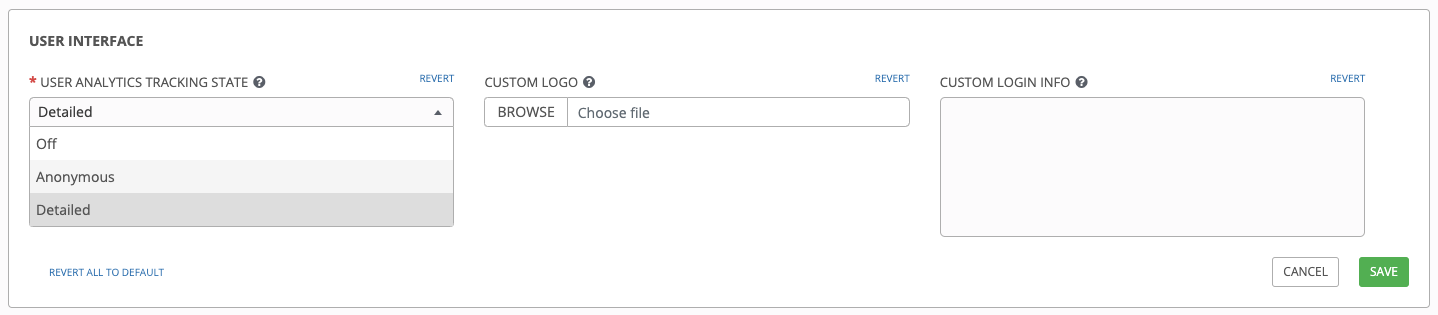 USER INTERFACE
* USER ANALYTICS TRACKING STATE ? REVERT
Detailed
Off
Anonymous
Detailed
CUSTOM LOGO ? REVERT
BROWSE Choose file
CUSTOM LOGIN INFO ? REVERT
REVERT ALL TO DEFAULT
CANCEL SAVE